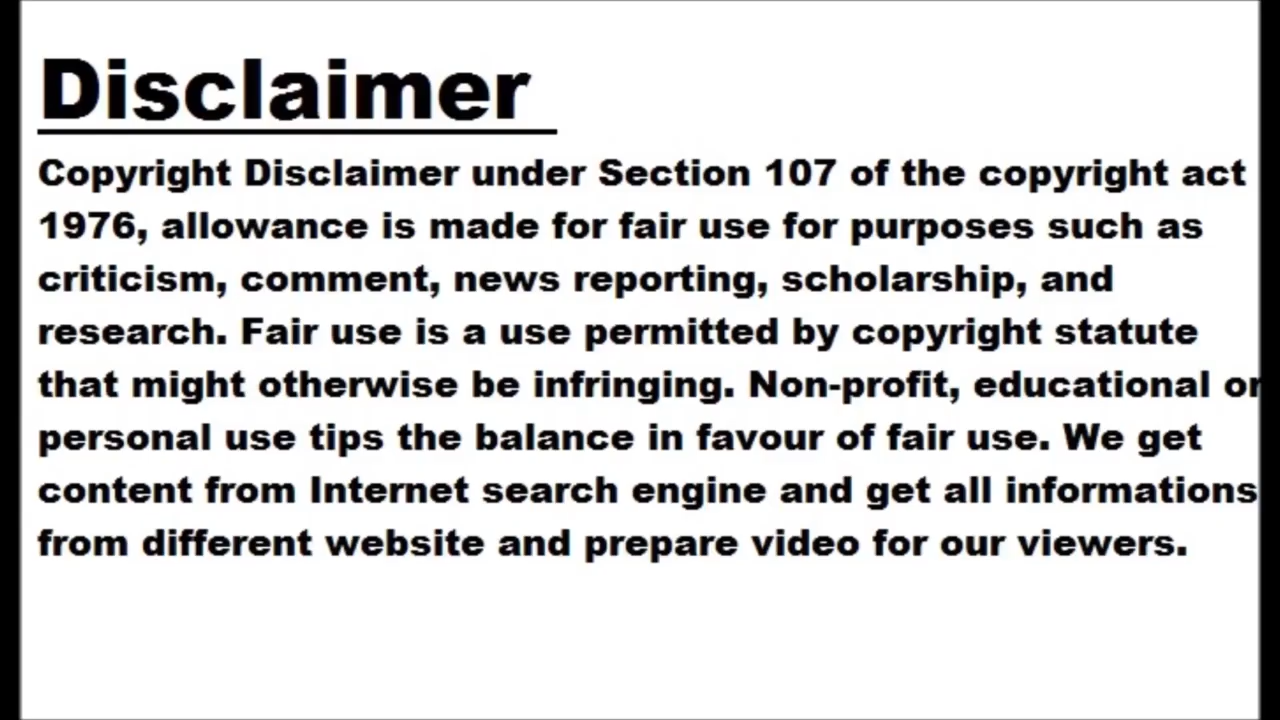 Disclaimer
Copyright Disclaimer under Section 107 of the copyright act
1976, allowance is made for fair use for purposes such as
criticism, comment, news reporting, scholarship, and
research. Fair use is a use permitted by copyright statute
that might otherwise be infringing. Non-profit, educational or
personal use tips the balance in favour of fair use. We get
content from Internet search engine and get all informations
from different website and prepare video for our viewers.